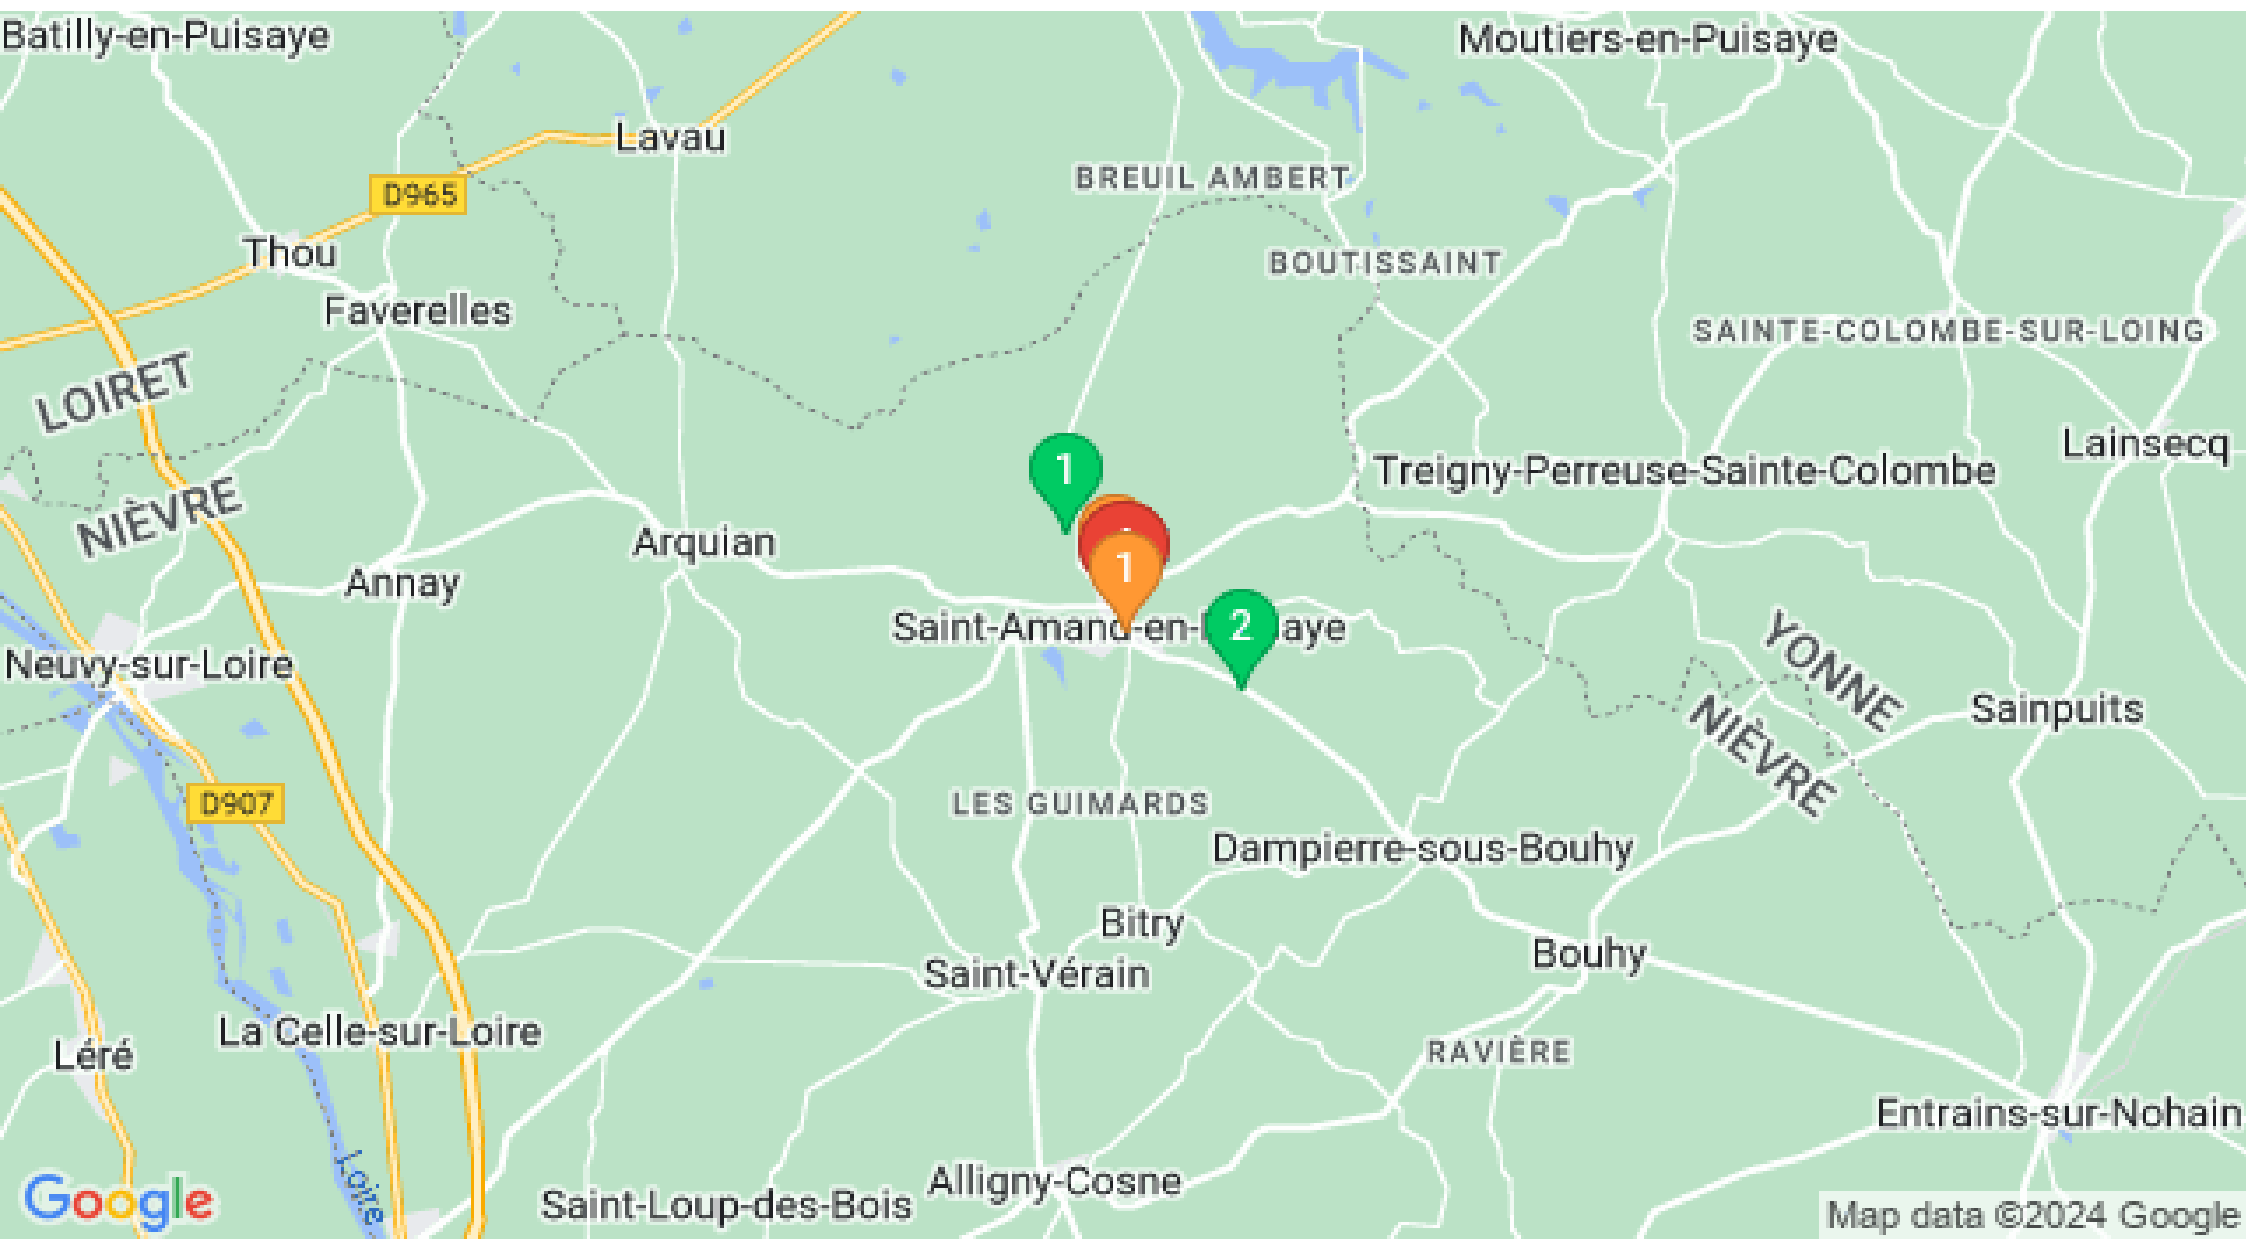 Batilly-en-Puisaye
Moutiers-en-Puisaye
Lavau
BREUIL AMBERT
D965
Thou
BOUTISSAINT
Faverelles
SAINTE-COLOMBE-SUR-LOING
LOIRET
NIÈVRE
1
Treigny-Perreuse-Sainte-Colombe
Lainsecq
Arquian
Annay
1
2
Saint-Amand-en-Puisaye
Neuvy-sur-Loire
YONNE
NIÈVRE
Sainpuits
D907
LES GUIMARDS
Dampierre-sous-Bouhy
Bitry
Bouhy
Saint-Vérain
La Celle-sur-Loire
Léré
RAVIÈRE
Entrains-sur-Nohain
Loire
Alligny-Cosne
Saint-Loup-des-Bois
Google
Map data ©2024 Google